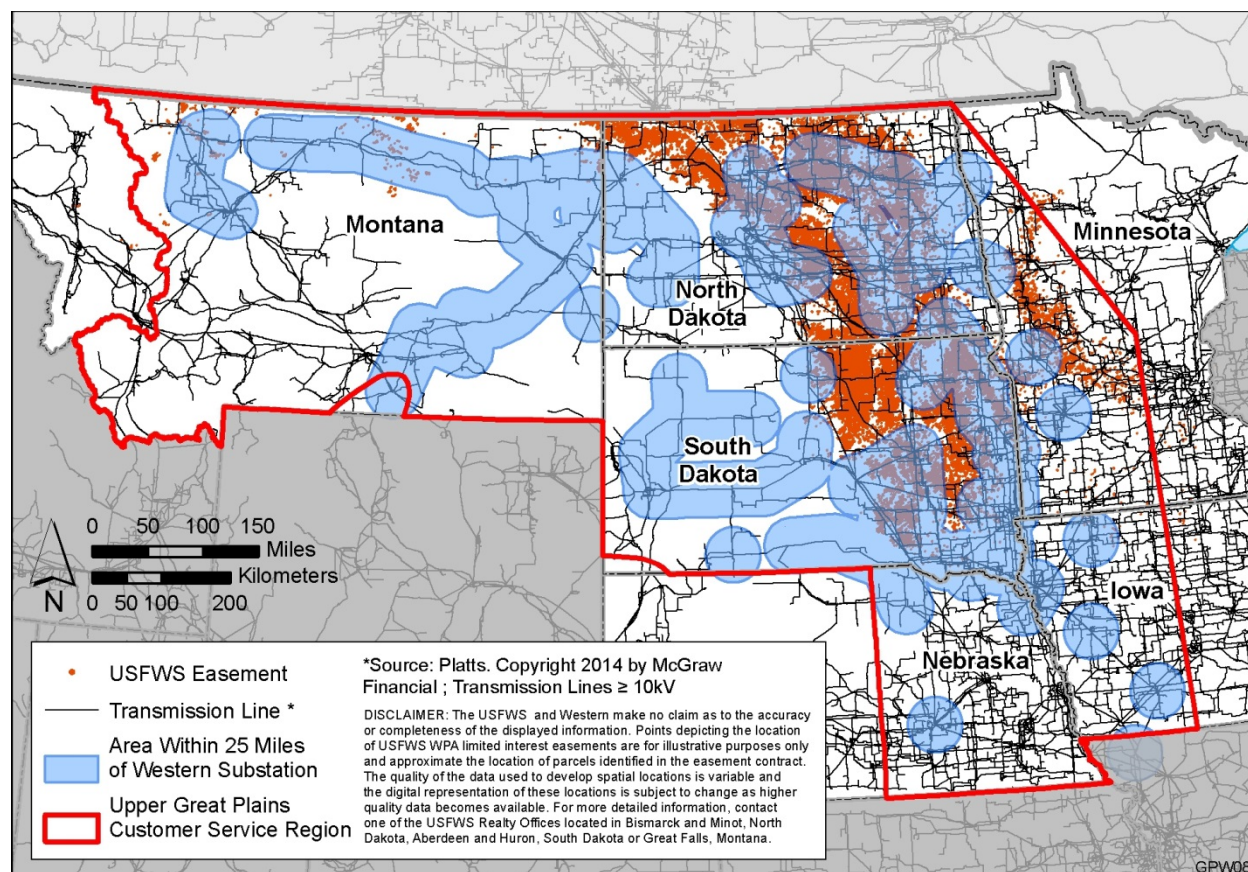 Montana
Minnesota
North
Dakota
South
Dakota
Iowa
Nebraska
0 50 100 150
Miles
Kilometers
0 50 100 200
N
USFWS Easement
Transmission Line *
Area Within 25 Miles
of Western Substation
Upper Great Plains
Customer Service Region
*Source: Platts. Copyright 2014 by McGraw
Financial ; Transmission Lines ≥ 10kV
DISCLAIMER: The USFWS and Western make no claim as to the accuracy
or completeness of the displayed information. Points depicting the location
of USFWS WPA limited interest easements are for illustrative purposes only
and approximate the location of parcels identified in the easement contract.
The quality of the data used to develop spatial locations is variable and
the digital representation of these locations is subject to change as higher
quality data becomes available. For more detailed information, contact
one of the USFWS Realty Offices located in Bismarck and Minot, North
Dakota, Aberdeen and Huron, South Dakota or Great Falls, Montana.